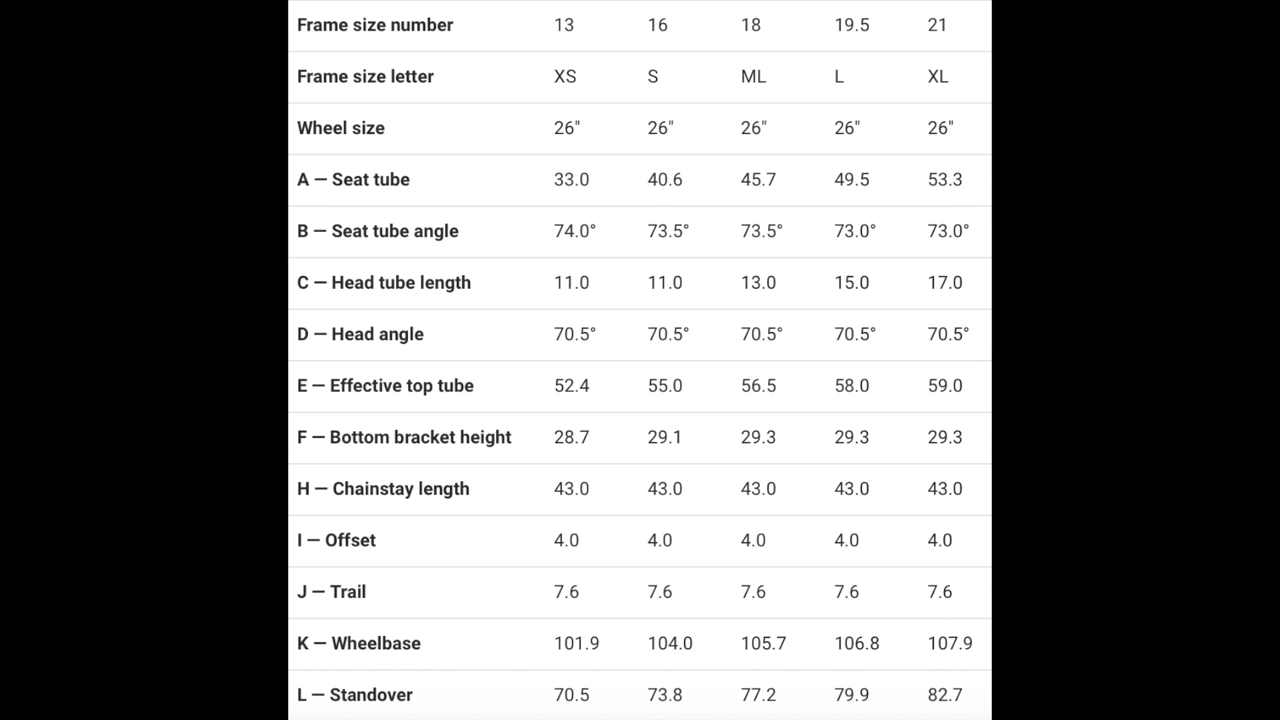 Frame size number 13 16 18 19.5 21
Frame size letter XS S ML L XL
Wheel size 26" 26" 26" 26" 26"
A — Seat tube 33.0 40.6 45.7 49.5 53.3
B — Seat tube angle 74.0° 73.5° 73.5° 73.0° 73.0°
C — Head tube length 11.0 11.0 13.0 15.0 17.0
D — Head angle 70.5° 70.5° 70.5° 70.5° 70.5°
E — Effective top tube 52.4 55.0 56.5 58.0 59.0
F — Bottom bracket height 28.7 29.1 29.3 29.3 29.3
H — Chainstay length 43.0 43.0 43.0 43.0 43.0
I — Offset 4.0 4.0 4.0 4.0 4.0
J — Trail 7.6 7.6 7.6 7.6 7.6
K — Wheelbase 101.9 104.0 105.7 106.8 107.9
L — Standover 70.5 73.8 77.2 79.9 82.7